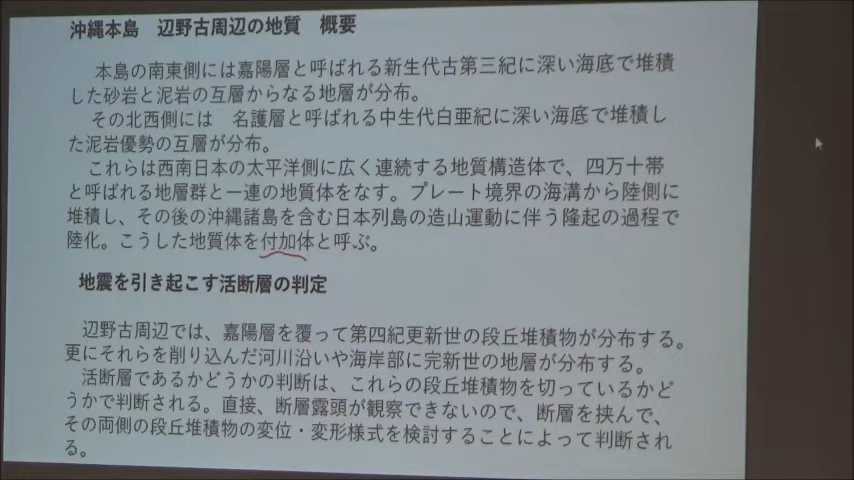 沖縄本島　辺野古周辺の地質　概要
本島の南東側には嘉陽層と呼ばれる新生代古第三紀に深い海底で堆積
した砂岩と泥岩の互層からなる地層が分布。
その北西側には　名護層と呼ばれる中生代白亜紀に深い海底で堆積し
た泥岩優勢の互層が分布。
これらは西南日本の太平洋側に広く連続する地質構造体で、四万十帯
と呼ばれる地層群と一連の地質体をなす。プレート境界の海溝から陸側に
堆積し、その後の沖縄諸島を含む日本列島の造山運動に伴う隆起の過程で
陸化。こうした地質体を付加体と呼ぶ。
地震を引き起こす活断層の判定
辺野古周辺では、嘉陽層を覆って第四紀更新世の段丘堆積物が分布する。
更にそれらを削り込んだ河川沿いや海岸部に完新世の地層が分布する。
活断層であるかどうかの判断は、これらの段丘堆積物を切っているかど
うかで判断される。直接、断層露頭が観察できないので、断層を挟んで、
その両側の段丘堆積物の変位・変形様式を検討することによって判断され
る。